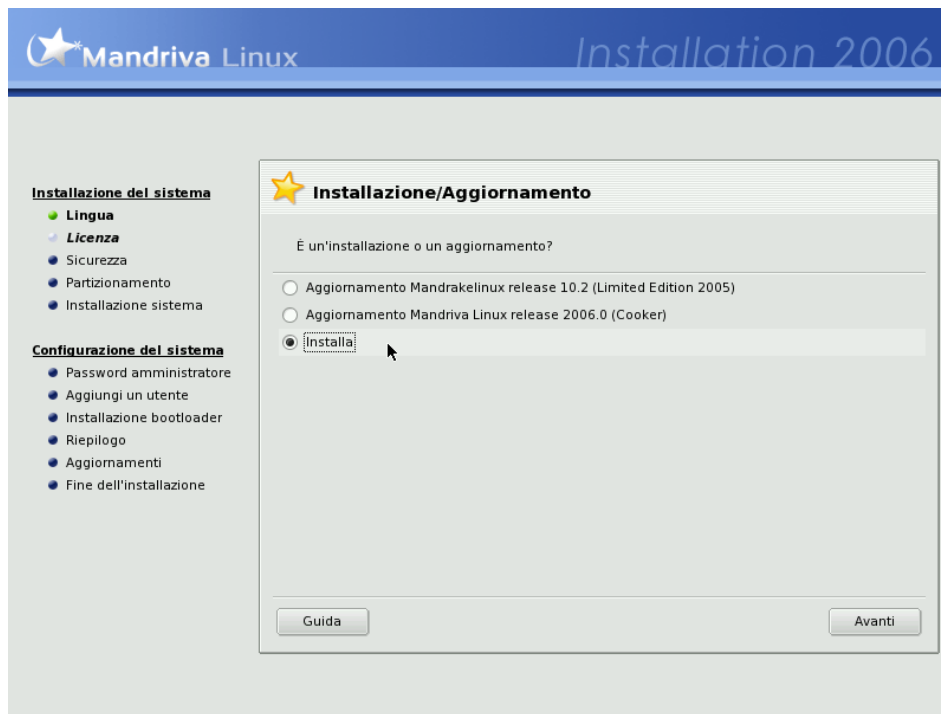 Mandriva Linux
Installation 2006
Installazione del sistema
Lingua
Licenza
Sicurezza
Partizionamento
Installazione sistema
Configurazione del sistema
Password amministratore
Aggiungi un utente
Installazione bootloader
Riepilogo
Aggiornamenti
Fine dell'installazione
Installazione/Aggiornamento
È un'installazione o un aggiornamento?
Aggiornamento Mandrakelinux release 10.2 (Limited Edition 2005)
Aggiornamento Mandriva Linux release 2006.0 (Cooker)
Installa
Guida
Avanti